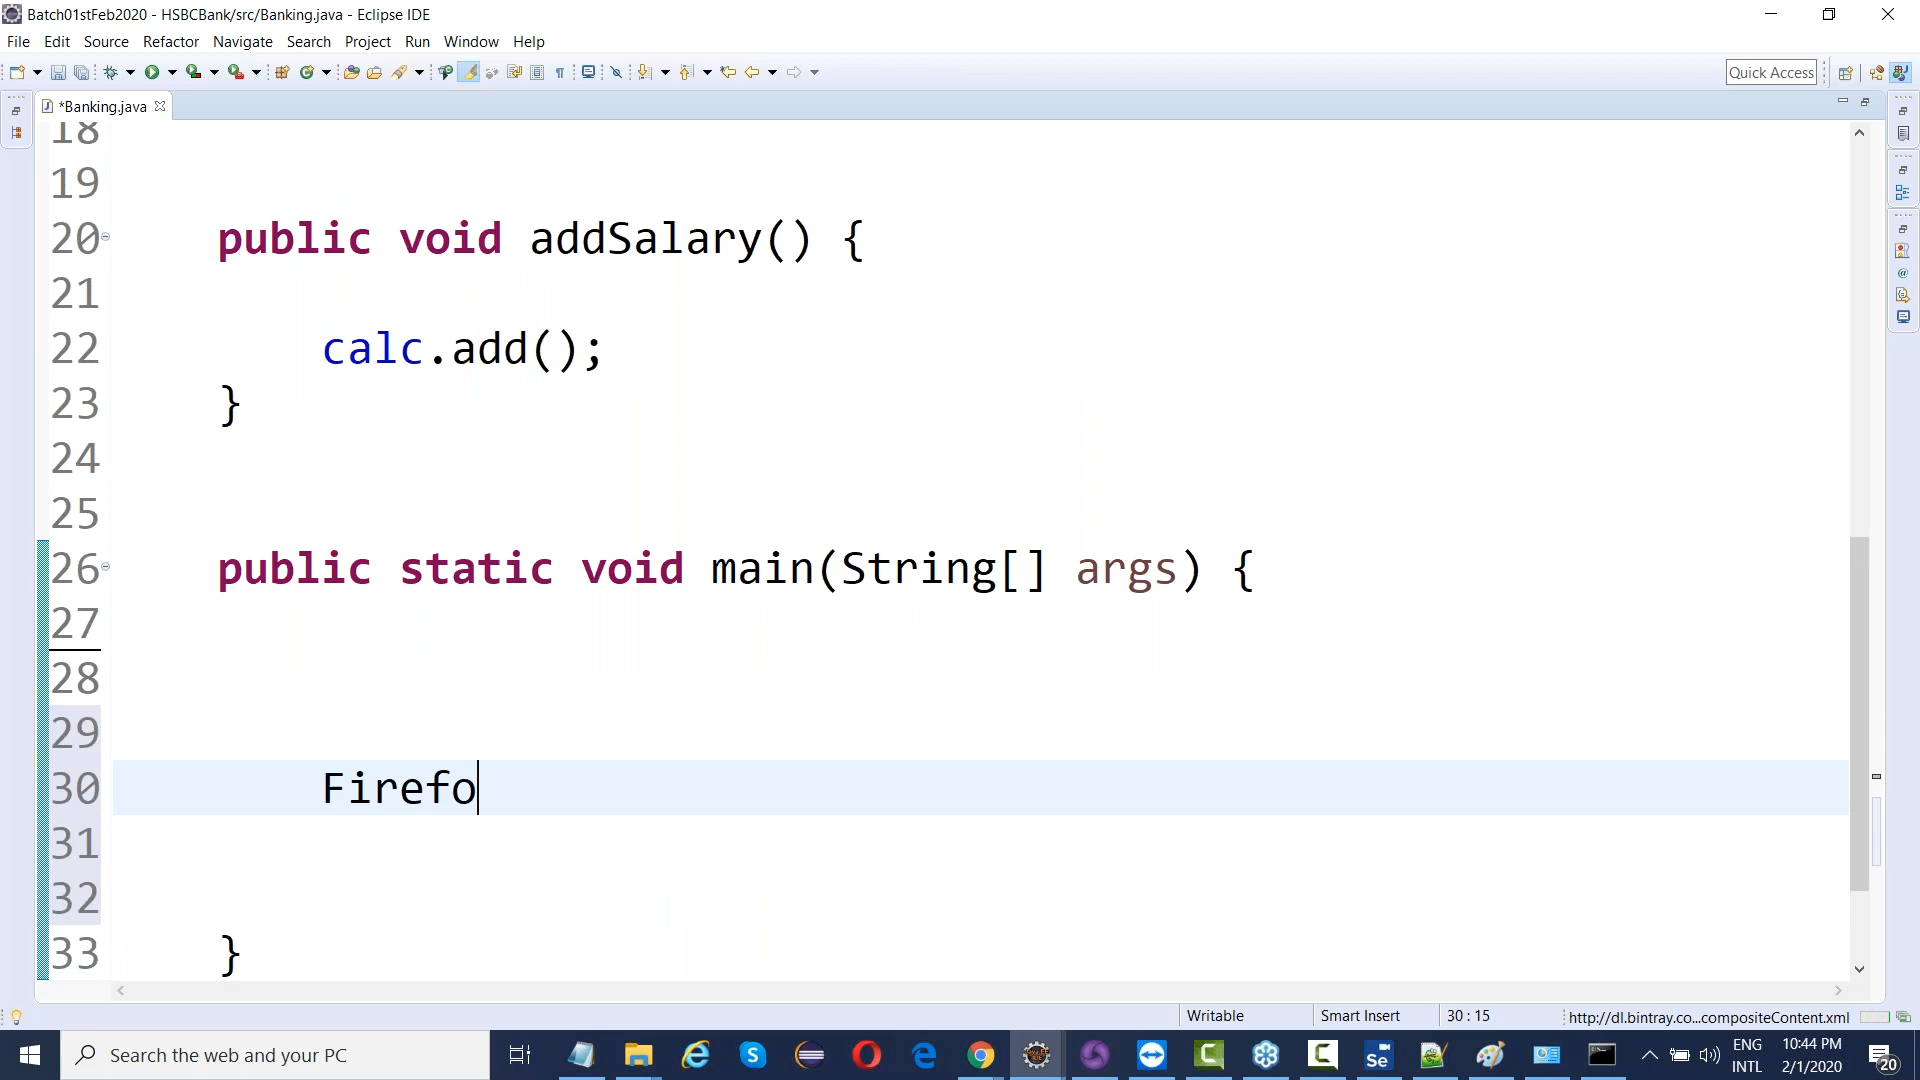 Batch01stFeb2020 - HSBCBank/src/Banking.java - Eclipse IDE
File Edit Source Refactor Navigate Search Project Run Window Help
Quick Access
*Banking.java
18
19
20 public void addSalary() {
21
22 calc.add();
23 }
24
25
26 public static void main(String[] args) {
27
28
29
30 Firefo
31
32
33 }
Writable Smart Insert 30 : 15 http://dl.bintray.co...compositeContent.xml
Search the web and your PC
ENG 10:44 PM
INTL 2/1/2020
20